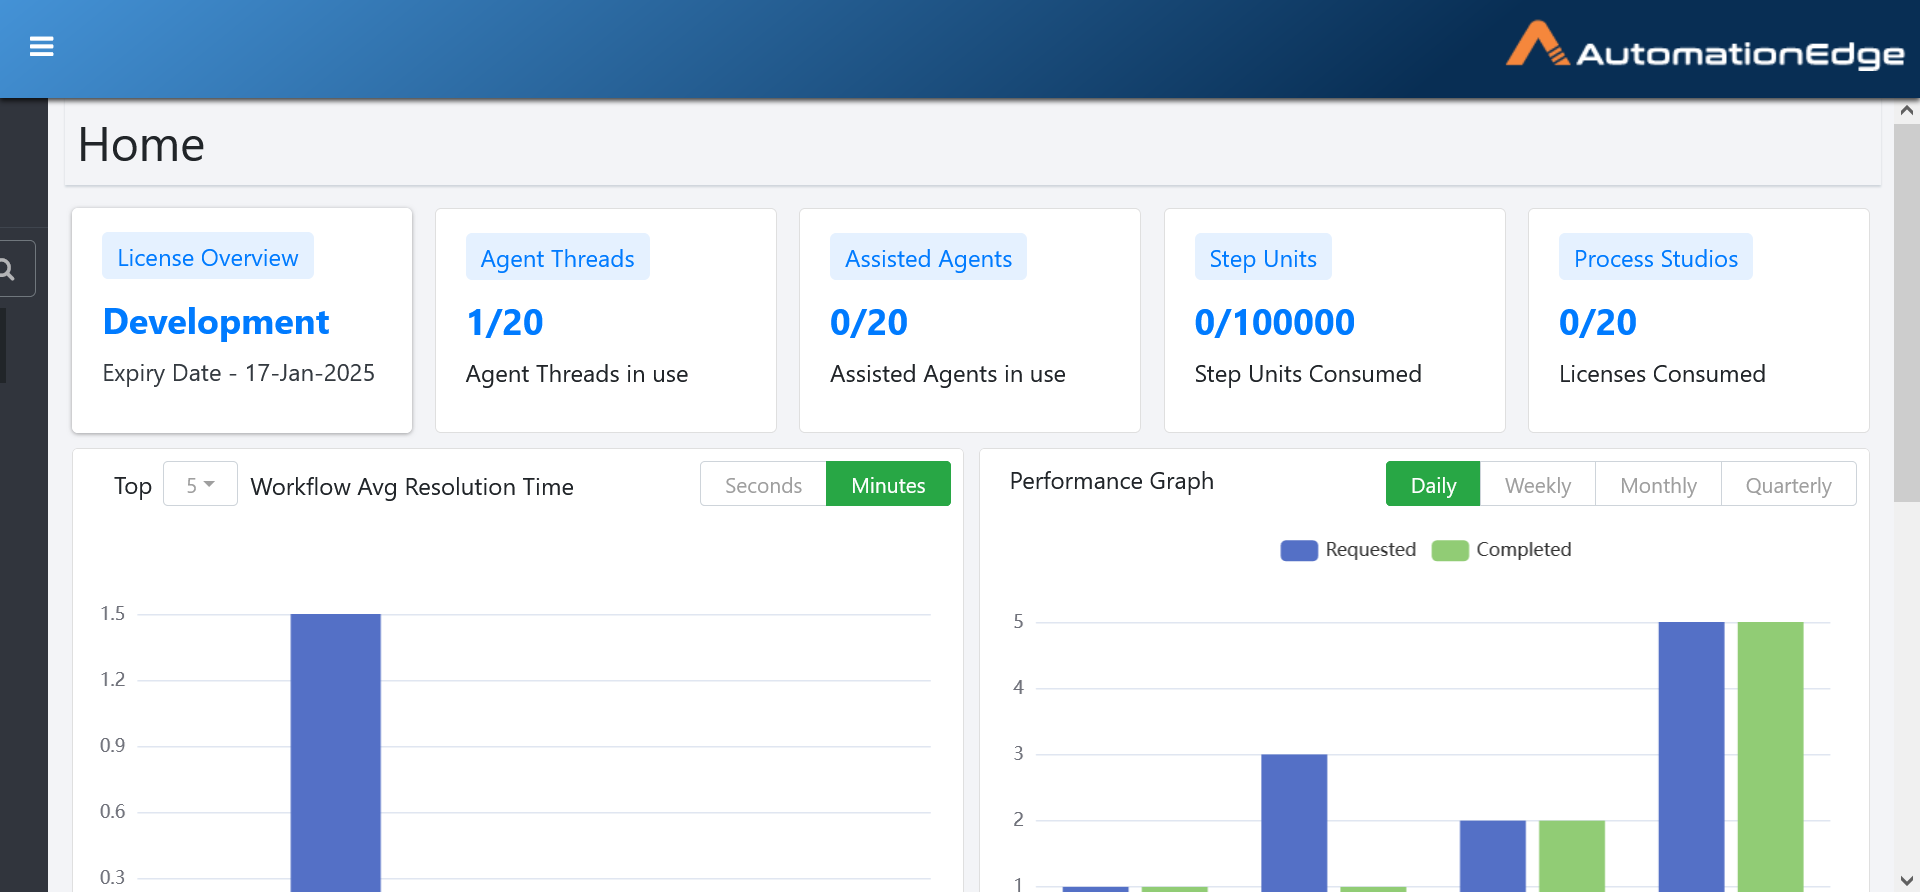 AutomationEdge
Home
License Overview
Development
Expiry Date - 17-Jan-2025
Agent Threads
1/20
Agent Threads in use
Assisted Agents
0/20
Assisted Agents in use
Step Units
0/100000
Step Units Consumed
Process Studios
0/20
Licenses Consumed
Top 5 Workflow Avg Resolution Time Seconds Minutes
1.5
1.2
0.9
0.6
0.3
Performance Graph Daily Weekly Monthly Quarterly
Requested Completed
5
4
3
2
1